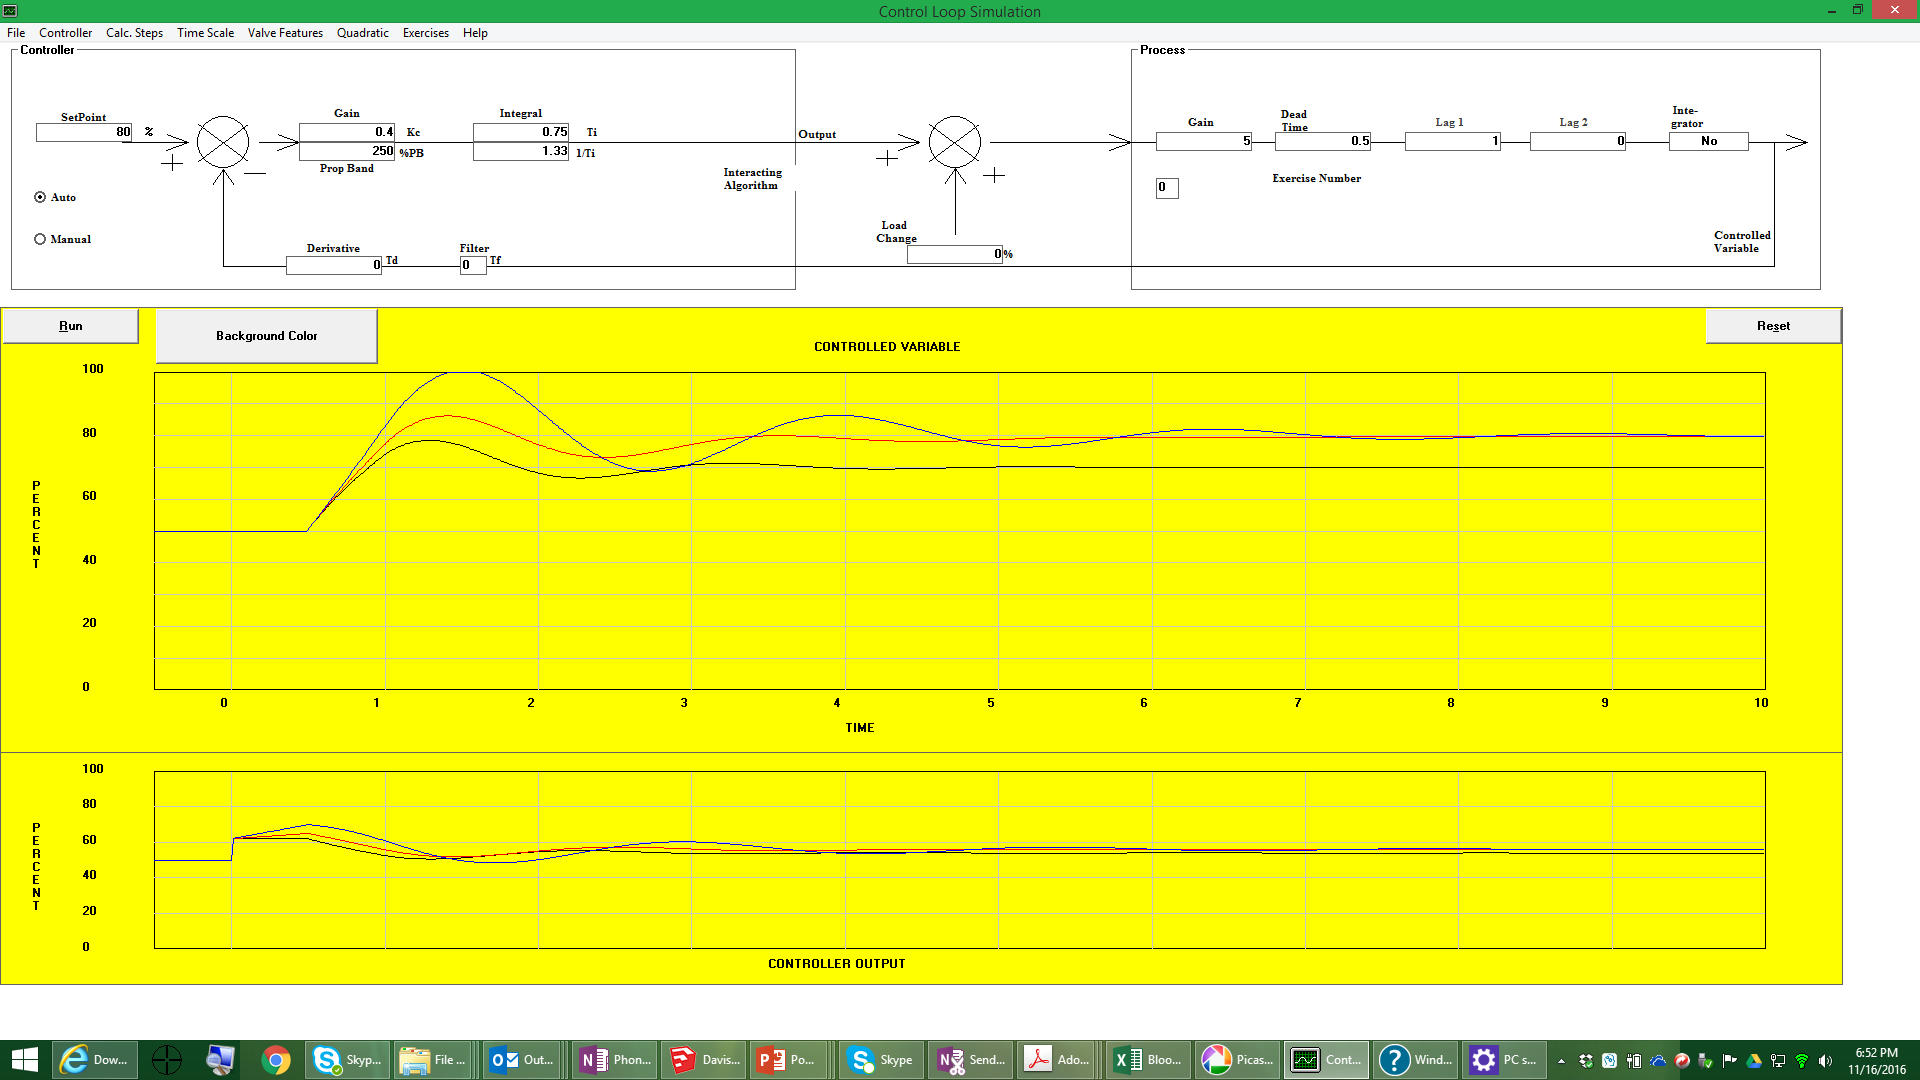 Control Loop Simulation
File Controller Calc. Steps Time Scale Valve Features Quadratic Exercises Help
Controller
SetPoint
80 %
Gain
0.4 Kc
250 %PB
Prop Band
Integral
0.75 Ti
1.33 1/Ti
Interacting
Algorithm
Output
Auto
Manual
Derivative
0 Td
Filter
0 Tf
Load
Change
0 %
Process
Gain
5
Dead
Time
0.5
Lag 1
1
Lag 2
0
Inte-
grator
No
0
Exercise Number
Controlled
Variable
Run
Background Color
Reset
CONTROLLED VARIABLE
PERCENT
100
80
60
40
20
0
0 1 2 3 4 5 6 7 8 9 10
TIME
PERCENT
100
80
60
40
20
0
CONTROLLER OUTPUT
Dow... Skyp... File ... Out... Phon... Davis... Po... Skype Send... Ado... Bloo... Picas... Cont... Wind... PC s...
6:52 PM
11/16/2016